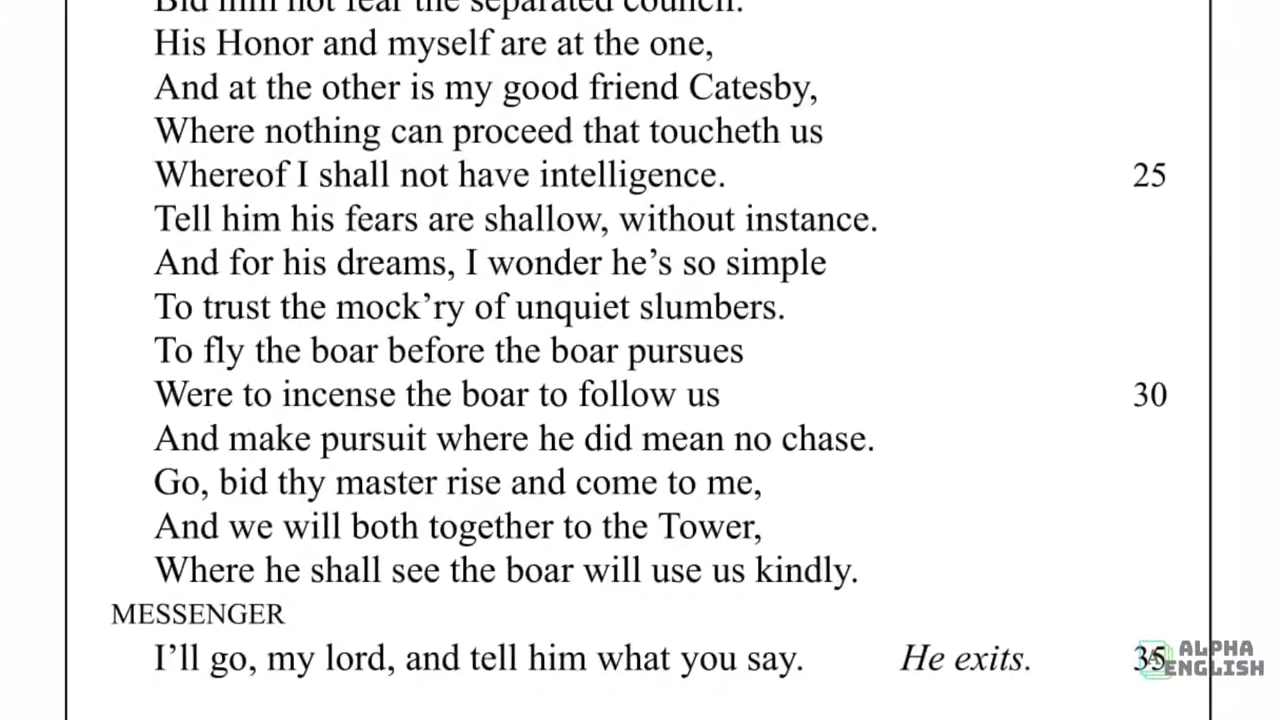 Bid him not fear the separated council.
His Honor and myself are at the one,
And at the other is my good friend Catesby,
Where nothing can proceed that toucheth us
Whereof I shall not have intelligence. 25
Tell him his fears are shallow, without instance.
And for his dreams, I wonder he’s so simple
To trust the mock’ry of unquiet slumbers.
To fly the boar before the boar pursues
Were to incense the boar to follow us 30
And make pursuit where he did mean no chase.
Go, bid thy master rise and come to me,
And we will both together to the Tower,
Where he shall see the boar will use us kindly.
MESSENGER
I’ll go, my lord, and tell him what you say. He exits. 35
ALPHA
ENGLISH